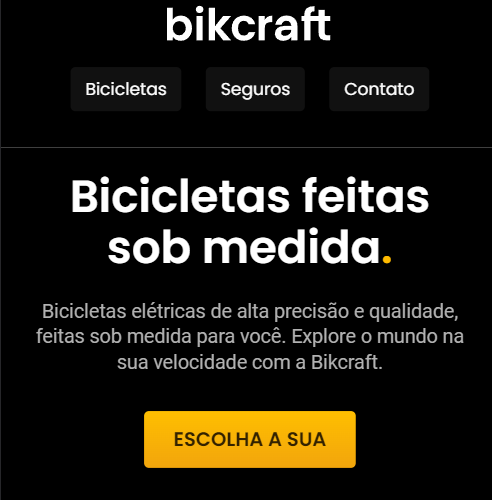 bikcraft
Bicicletas Seguros Contato
Bicicletas feitas
sob medida.
Bicicletas elétricas de alta precisão e qualidade,
feitas sob medida para você. Explore o mundo na
sua velocidade com a Bikcraft.
ESCOLHA A SUA